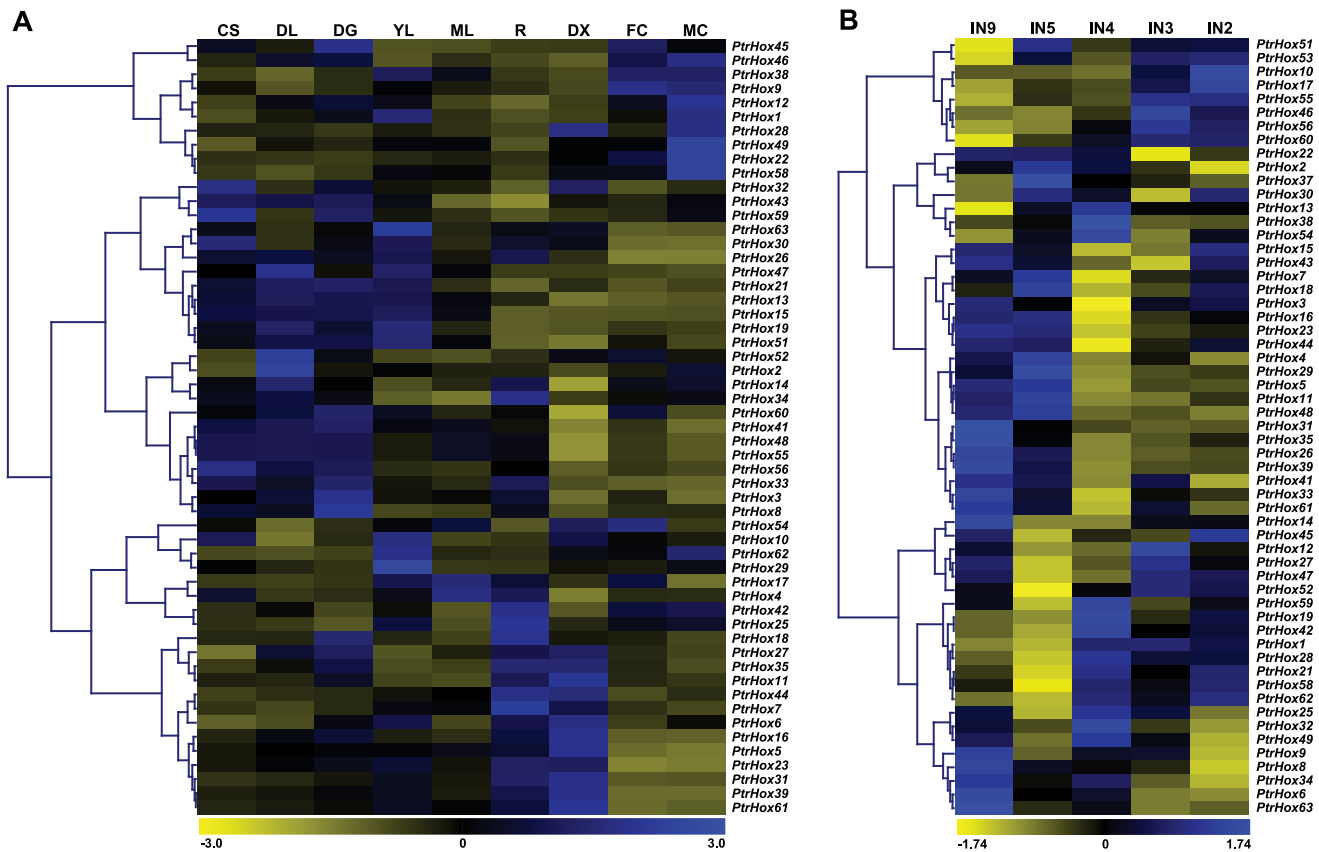 A
CS DL DG YL ML R DX FC MC
PtrHox45
PtrHox46
PtrHox38
PtrHox9
PtrHox12
PtrHox1
PtrHox28
PtrHox49
PtrHox22
PtrHox58
PtrHox32
PtrHox43
PtrHox59
PtrHox63
PtrHox30
PtrHox26
PtrHox47
PtrHox21
PtrHox13
PtrHox15
PtrHox19
PtrHox51
PtrHox52
PtrHox2
PtrHox14
PtrHox34
PtrHox60
PtrHox41
PtrHox48
PtrHox55
PtrHox56
PtrHox33
PtrHox3
PtrHox8
PtrHox54
PtrHox10
PtrHox62
PtrHox29
PtrHox17
PtrHox4
PtrHox42
PtrHox25
PtrHox18
PtrHox27
PtrHox35
PtrHox11
PtrHox44
PtrHox7
PtrHox6
PtrHox16
PtrHox5
PtrHox23
PtrHox31
PtrHox39
PtrHox61
-3.0 0 3.0
B
IN9 IN5 IN4 IN3 IN2
PtrHox51
PtrHox53
PtrHox10
PtrHox17
PtrHox55
PtrHox46
PtrHox56
PtrHox60
PtrHox22
PtrHox2
PtrHox37
PtrHox30
PtrHox13
PtrHox38
PtrHox54
PtrHox15
PtrHox43
PtrHox7
PtrHox18
PtrHox3
PtrHox16
PtrHox23
PtrHox44
PtrHox4
PtrHox29
PtrHox5
PtrHox11
PtrHox48
PtrHox31
PtrHox35
PtrHox26
PtrHox39
PtrHox41
PtrHox33
PtrHox61
PtrHox14
PtrHox45
PtrHox12
PtrHox27
PtrHox47
PtrHox52
PtrHox59
PtrHox19
PtrHox42
PtrHox1
PtrHox28
PtrHox21
PtrHox58
PtrHox62
PtrHox25
PtrHox32
PtrHox49
PtrHox9
PtrHox8
PtrHox34
PtrHox6
PtrHox63
-1.74 0 1.74